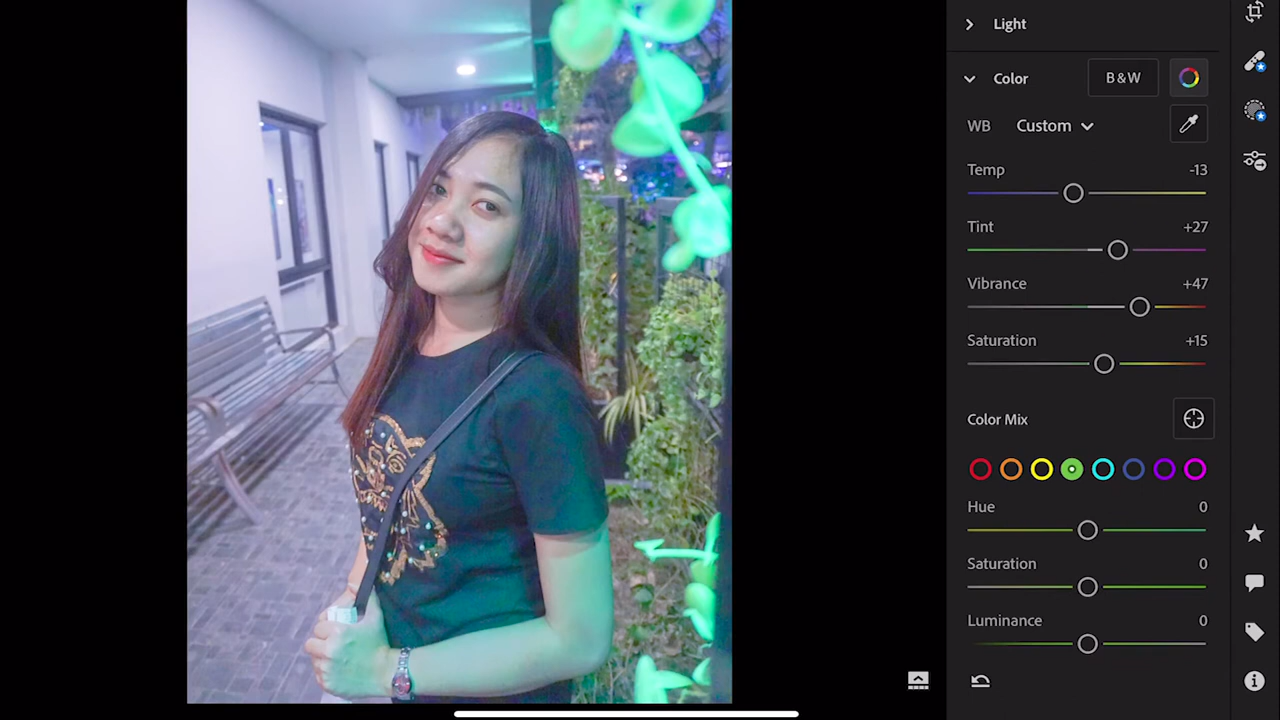 Light
Color
B&W
WB
Custom
Temp
-13
Tint
+27
Vibrance
+47
Saturation
+15
Color Mix
Hue
0
Saturation
0
Luminance
0